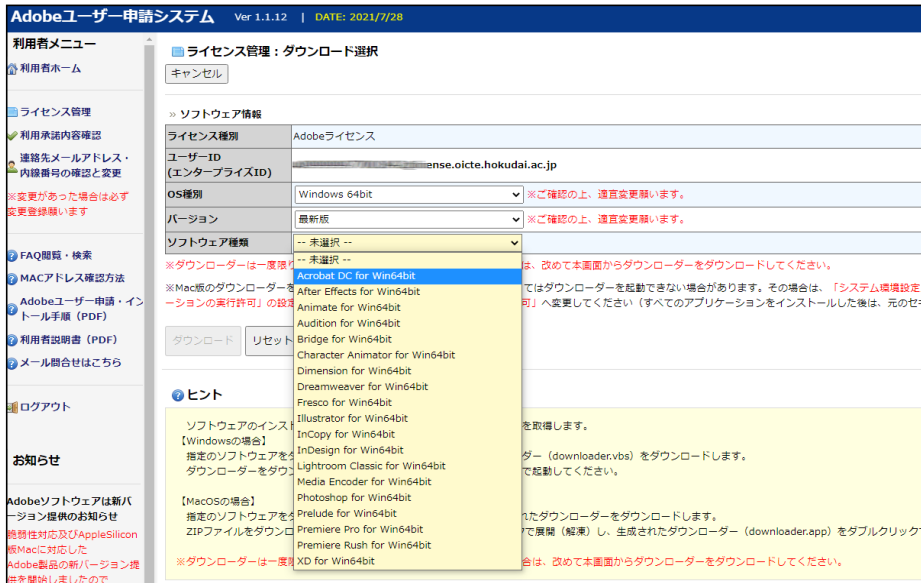 Adobeユーザー申請システム Ver 1.1.12 | DATE: 2021/7/28
利用者メニュー
利用者ホーム
ライセンス管理
利用承諾内容確認
連絡先メールアドレス・
内線番号の確認と変更
※変更があった場合は必ず
変更登録願います
FAQ閲覧・検索
MACアドレス確認方法
Adobeユーザー申請・イン
トール手順（PDF）
利用者説明書（PDF）
メール問合せはこちら
ログアウト
お知らせ
Adobeソフトウェアは新バ
ージョン提供のお知らせ
脆弱性対応及びAppleSilicon
版Macに対応した
Adobe製品の新バージョン提
供を開始しましたので
ライセンス管理：ダウンロード選択
キャンセル
» ソフトウェア情報
ライセンス種別 Adobeライセンス
ユーザーID
(エンタープライズID) ense.oicte.hokudai.ac.jp
OS種別 Windows 64bit ※ご確認の上、適宜変更願います。
バージョン 最新版 ※ご確認の上、適宜変更願います。
ソフトウェア種類 -- 未選択 --
-- 未選択 --
Acrobat DC for Win64bit
After Effects for Win64bit
Animate for Win64bit
Audition for Win64bit
Bridge for Win64bit
Character Animator for Win64bit
Dimension for Win64bit
Dreamweaver for Win64bit
Fresco for Win64bit
Illustrator for Win64bit
InCopy for Win64bit
InDesign for Win64bit
Lightroom Classic for Win64bit
Media Encoder for Win64bit
Photoshop for Win64bit
Prelude for Win64bit
Premiere Pro for Win64bit
Premiere Rush for Win64bit
XD for Win64bit
※ダウンローダーは一度限り は、改めて本画面からダウンローダーをダウンロードしてください。
※Mac版のダウンローダーを てはダウンローダーを起動できない場合があります。その場合は、「システム環境設定
ーションの実行許可」の設定 可」へ変更してください（すべてのアプリケーションをインストールした後は、元のセキ
ダウンロード リセット
ヒント
ソフトウェアのインスト を取得します。
【Windowsの場合】
指定のソフトウェアを ダー（downloader.vbs）をダウンロードします。
ダウンローダーをダウン で起動してください。
【MacOSの場合】
指定のソフトウェアを れたダウンローダーをダウンロードします。
ZIPファイルをダウンロ で展開（解凍）し、生成されたダウンローダー（downloader.app）をダブルクリックで
※ダウンローダーは一度限 合は、改めて本画面からダウンローダーをダウンロードしてください。